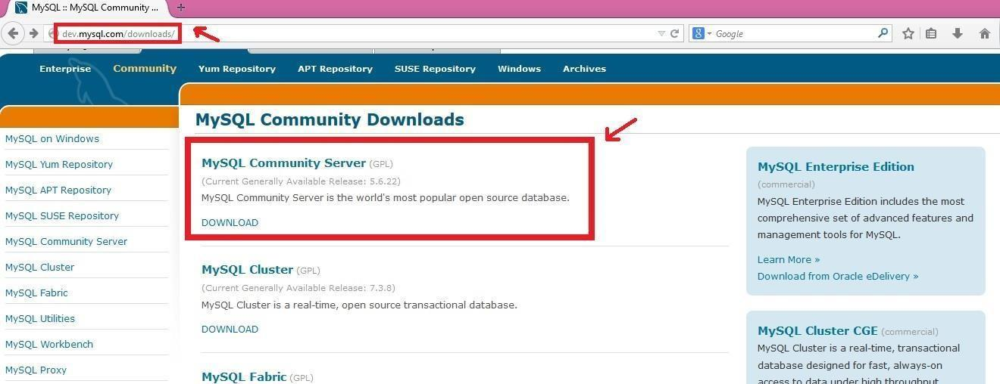 MySQL :: MySQL Community ...
dev.mysql.com/downloads/
Google
Enterprise
Community
Yum Repository
APT Repository
SUSE Repository
Windows
Archives
MySQL on Windows
MySQL Yum Repository
MySQL APT Repository
MySQL SUSE Repository
MySQL Community Server
MySQL Cluster
MySQL Fabric
MySQL Utilities
MySQL Workbench
MySQL Proxy
MySQL Community Downloads
MySQL Community Server (GPL)
(Current Generally Available Release: 5.6.22)
MySQL Community Server is the world's most popular open source database.
DOWNLOAD
MySQL Cluster (GPL)
(Current Generally Available Release: 7.3.8)
MySQL Cluster is a real-time, open source transactional database.
DOWNLOAD
MySQL Fabric (GPL)
MySQL Enterprise Edition
(commercial)
MySQL Enterprise Edition includes the most
comprehensive set of advanced features and
management tools for MySQL.
Learn More »
Download from Oracle eDelivery »
MySQL Cluster CGE (commercial)
MySQL Cluster is a real-time, transactional
database designed for fast, always-on
access to data under high throughput